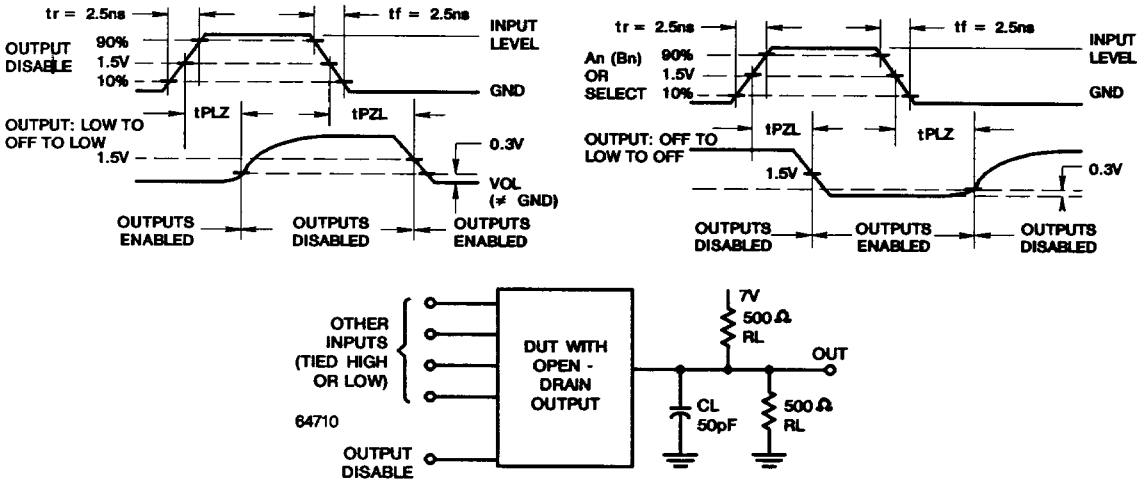 tr = 2.5ns
tf = 2.5ns
INPUT
LEVEL
OUTPUT
DISABLE
90%
1.5V
10%
GND
tPLZ
tPZL
OUTPUT: LOW TO
OFF TO LOW
1.5V
0.3V
VOL
(≠ GND)
OUTPUTS
ENABLED
OUTPUTS
DISABLED
OUTPUTS
ENABLED
tr = 2.5ns
tf = 2.5ns
INPUT
LEVEL
An (Bn)
OR
SELECT
90%
1.5V
10%
GND
tPZL
tPLZ
OUTPUT: OFF TO
LOW TO OFF
1.5V
0.3V
OUTPUTS
DISABLED
OUTPUTS
ENABLED
OUTPUTS
DISABLED
OTHER
INPUTS
(TIED HIGH
OR LOW)
64710
OUTPUT
DISABLE
DUT WITH
OPEN -
DRAIN
OUTPUT
7V
500Ω
RL
OUT
CL
50pF
500Ω
RL